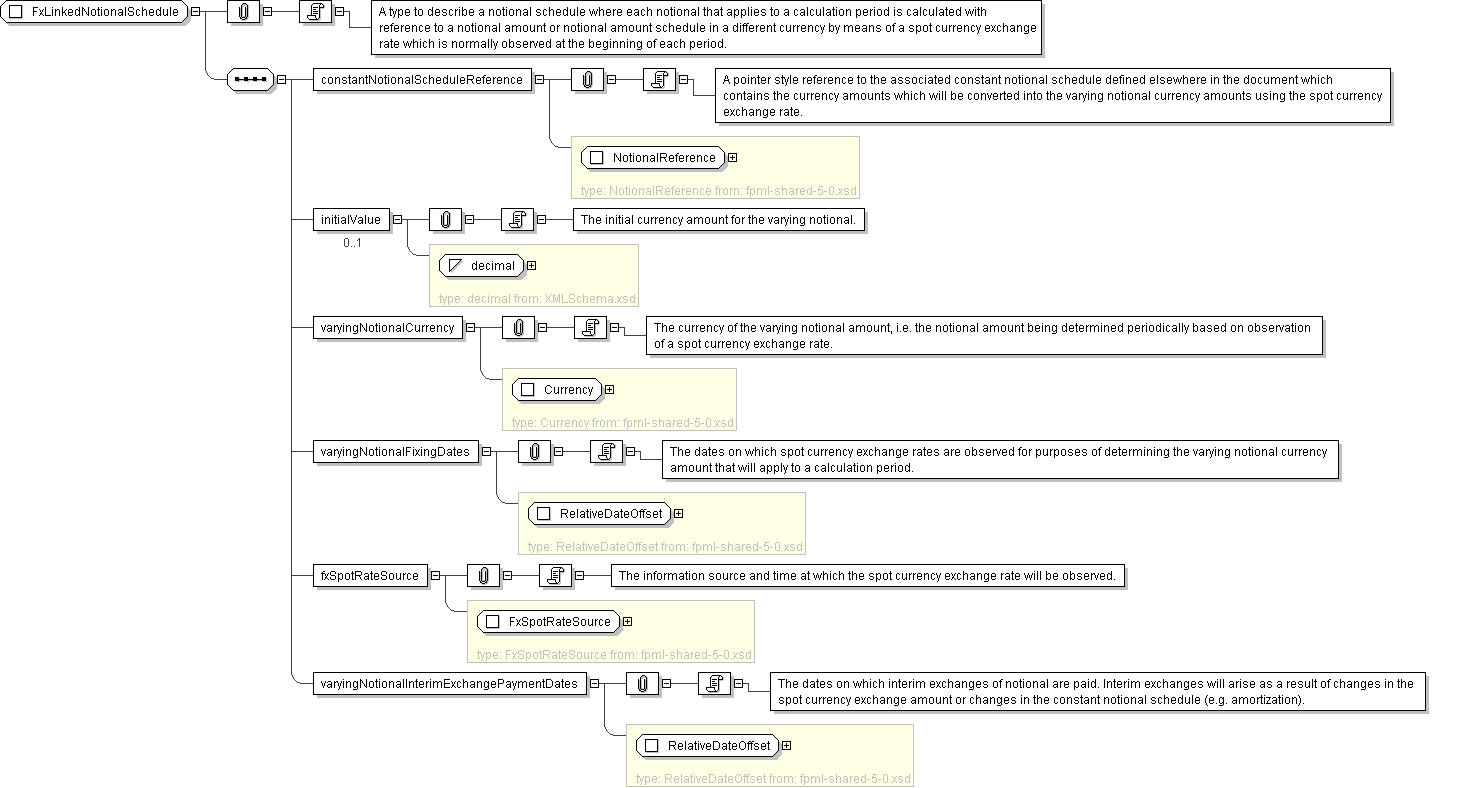 FxLinkedNotionalSchedule
A type to describe a notional schedule where each notional that applies to a calculation period is calculated with
reference to a notional amount or notional amount schedule in a different currency by means of a spot currency exchange
rate which is normally observed at the beginning of each period.
constantNotionalScheduleReference
A pointer style reference to the associated constant notional schedule defined elsewhere in the document which
contains the currency amounts which will be converted into the varying notional currency amounts using the spot currency
exchange rate.
NotionalReference
type: NotionalReference from: fpml-shared-5-0.xsd
initialValue
0..1
The initial currency amount for the varying notional.
decimal
type: decimal from: XMLSchema.xsd
varyingNotionalCurrency
The currency of the varying notional amount, i.e. the notional amount being determined periodically based on observation
of a spot currency exchange rate.
Currency
type: Currency from: fpml-shared-5-0.xsd
varyingNotionalFixingDates
The dates on which spot currency exchange rates are observed for purposes of determining the varying notional currency
amount that will apply to a calculation period.
RelativeDateOffset
type: RelativeDateOffset from: fpml-shared-5-0.xsd
fxSpotRateSource
The information source and time at which the spot currency exchange rate will be observed.
FxSpotRateSource
type: FxSpotRateSource from: fpml-shared-5-0.xsd
varyingNotionalInterimExchangePaymentDates
The dates on which interim exchanges of notional are paid. Interim exchanges will arise as a result of changes in the
spot currency exchange amount or changes in the constant notional schedule (e.g. amortization).
RelativeDateOffset
type: RelativeDateOffset from: fpml-shared-5-0.xsd